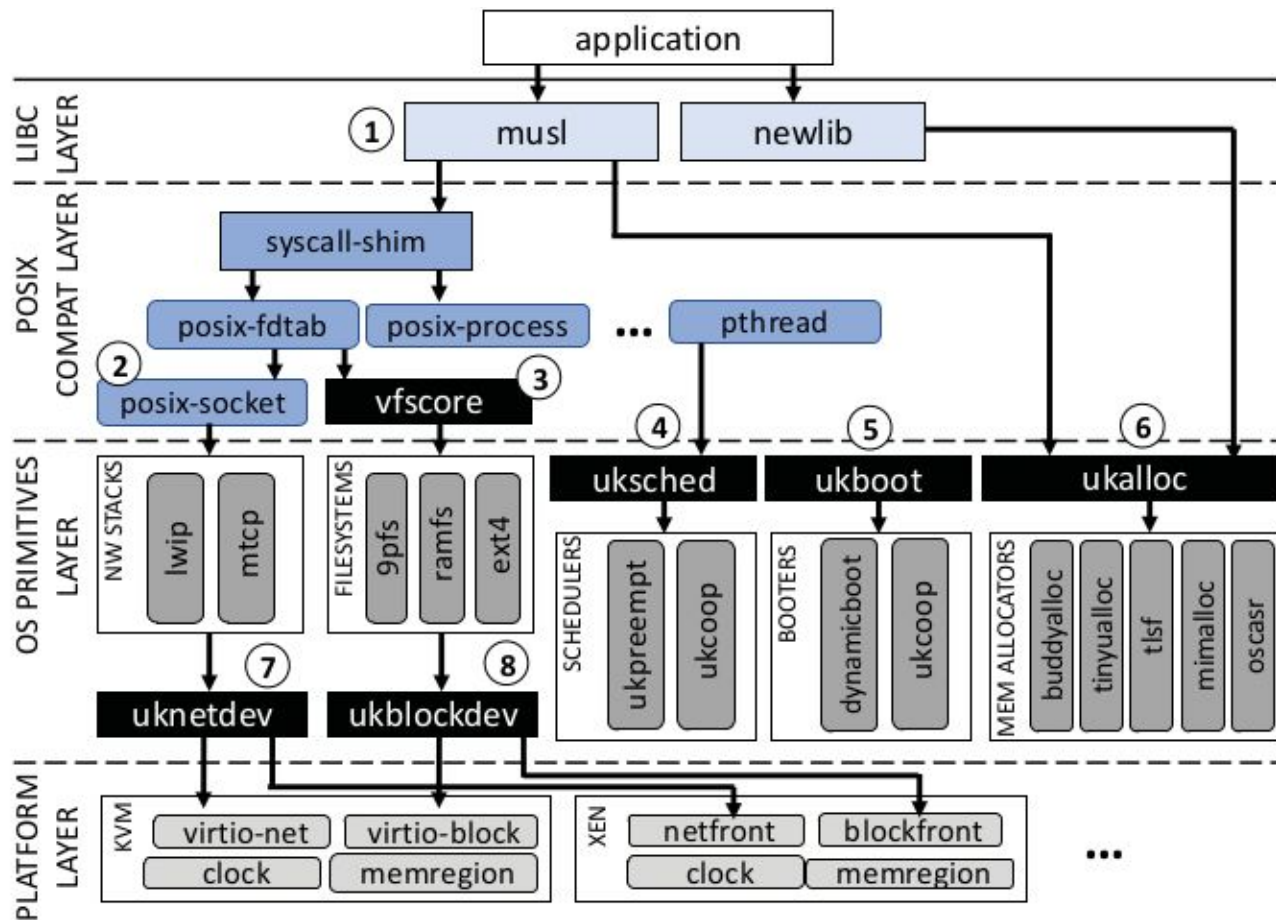 application
LIBC
LAYER
1
musl
newlib
POSIX
COMPAT LAYER
syscall-shim
posix-fdtab
posix-process
...
pthread
2
posix-socket
vfscore
3
4
5
6
OS PRIMITIVES
LAYER
NW STACKS
lwip
mtcp
FILESYSTEMS
9pfs
ramfs
ext4
uksched
ukboot
ukalloc
SCHEDULERS
ukpreempt
ukcoop
BOOTERS
dynamicboot
ukcoop
MEM ALLOCATORS
buddyalloc
tinyualloc
tlsf
mimalloc
oscasr
7
8
uknetdev
ukblockdev
PLATFORM
LAYER
KVM
virtio-net
virtio-block
clock
memregion
XEN
netfront
blockfront
clock
memregion
...